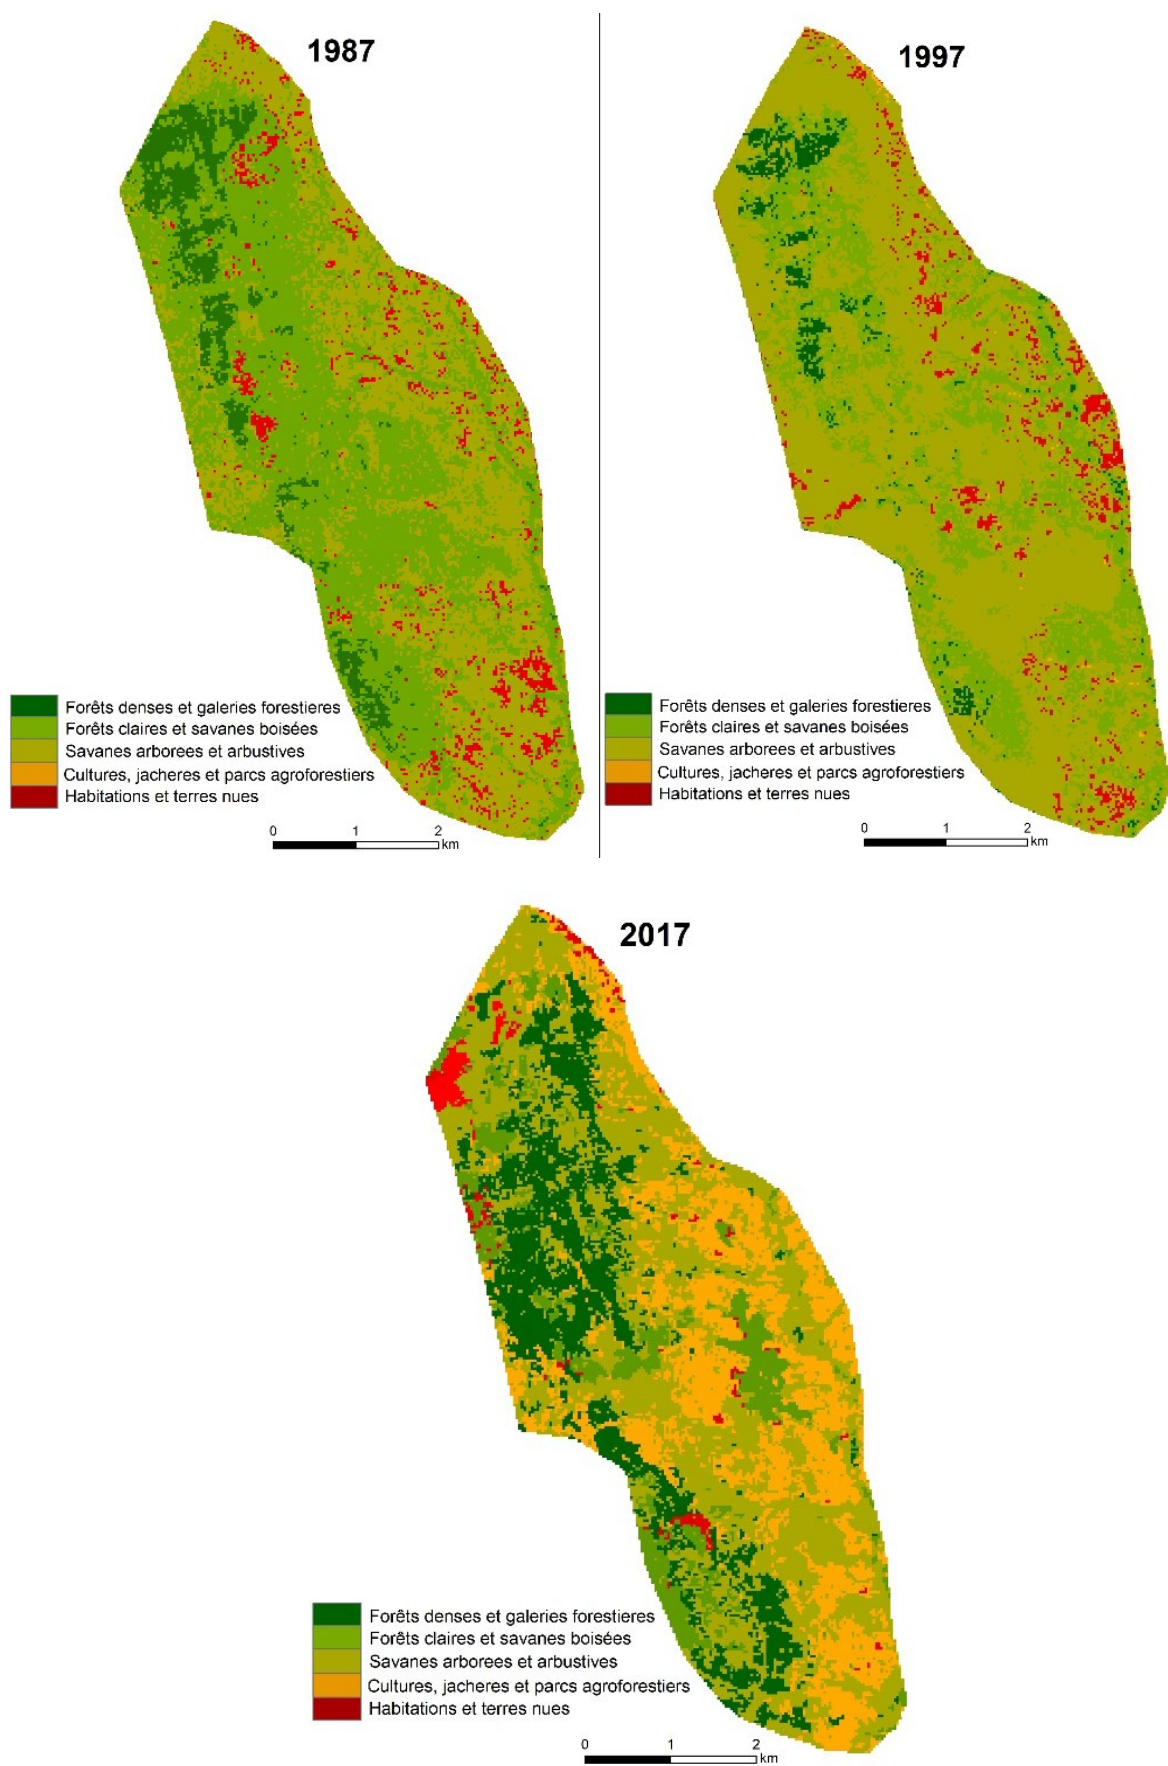 1987
Forêts denses et galeries forestieres
Forêts claires et savanes boisées
Savanes arborees et arbustives
Cultures, jacheres et parcs agroforestiers
Habitations et terres nues
0 1 2
km
1997
Forêts denses et galeries forestieres
Forêts claires et savanes boisées
Savanes arborees et arbustives
Cultures, jacheres et parcs agroforestiers
Habitations et terres nues
0 1 2
km
2017
Forêts denses et galeries forestieres
Forêts claires et savanes boisées
Savanes arborees et arbustives
Cultures, jacheres et parcs agroforestiers
Habitations et terres nues
0 1 2
km